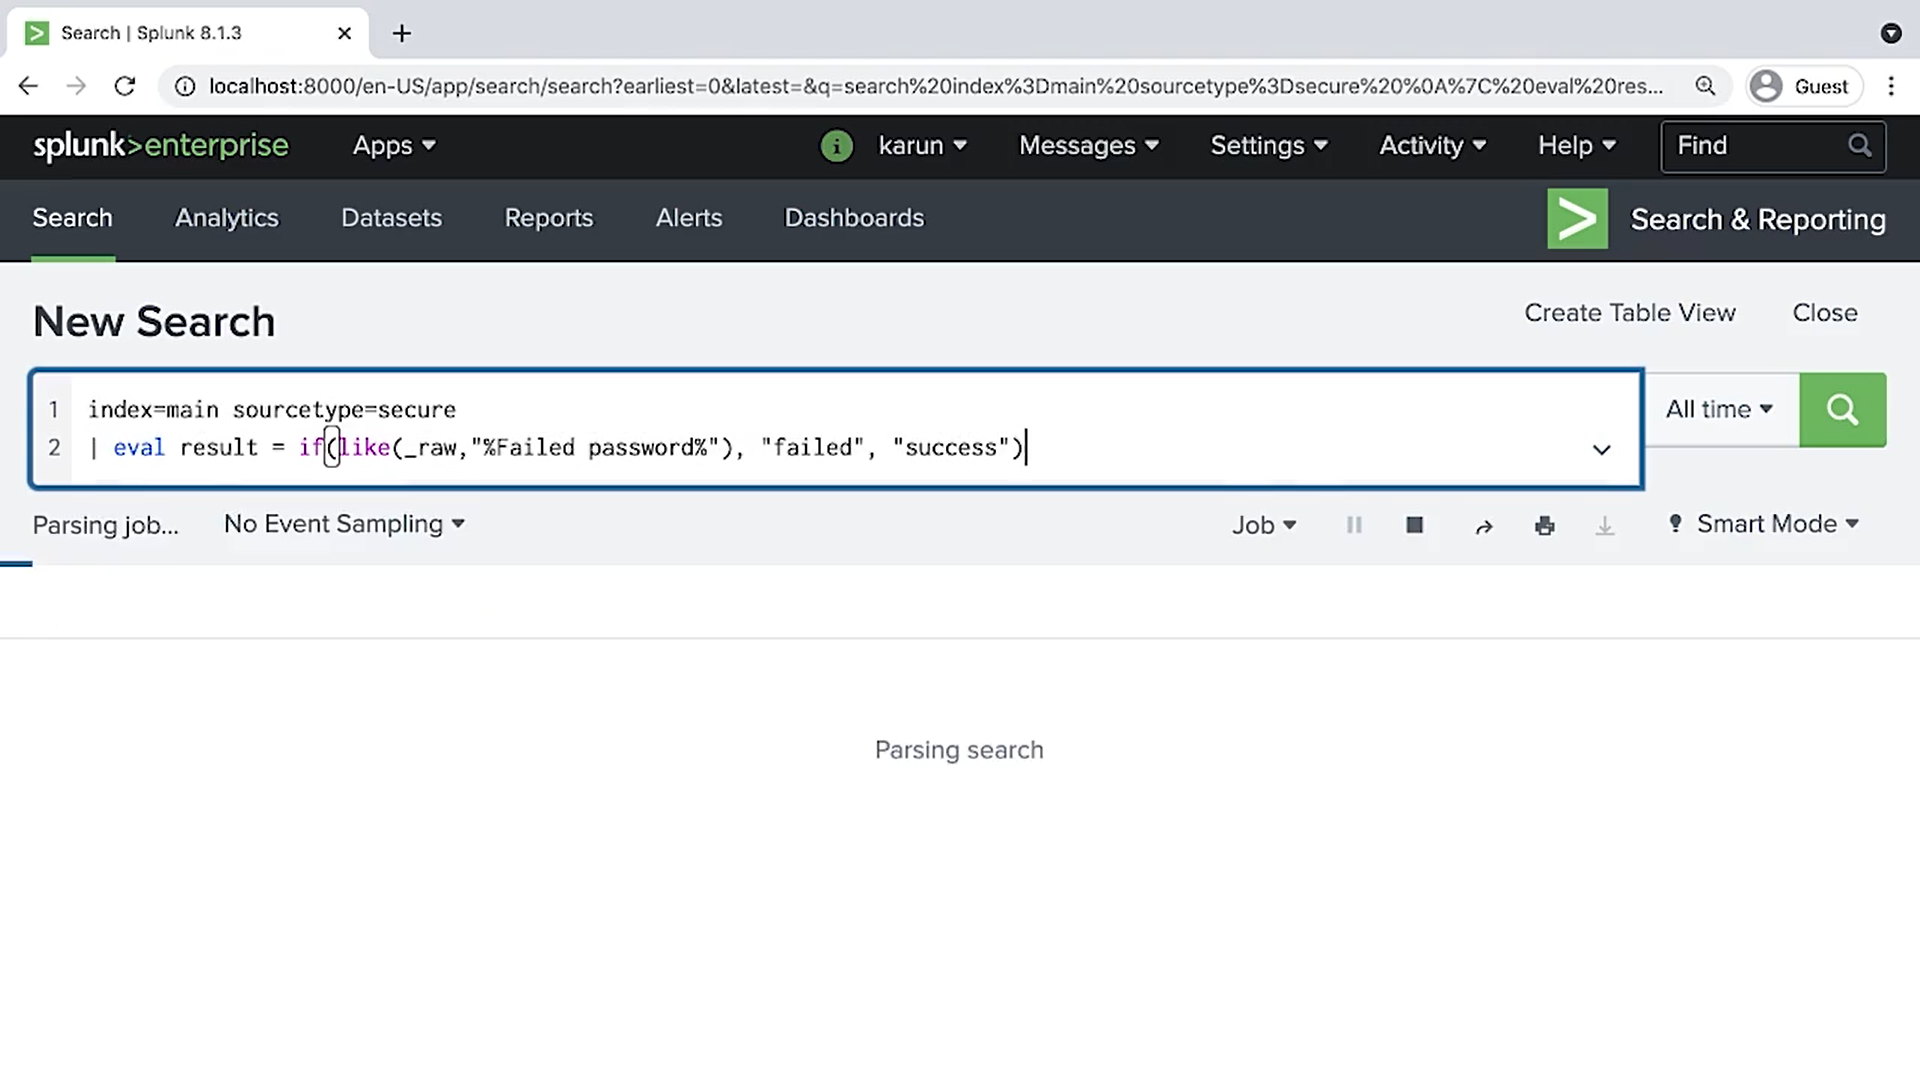 Search | Splunk 8.1.3
localhost:8000/en-US/app/search/search?earliest=0&latest=&q=search%20index%3Dmain%20sourcetype%3Dsecure%20%0A%7C%20eval%20res...
Guest
splunk>enterprise
Apps
i
karun
Messages
Settings
Activity
Help
Find
Search
Analytics
Datasets
Reports
Alerts
Dashboards
Search & Reporting
New Search
Create Table View
Close
1 index=main sourcetype=secure
2 | eval result = if(like(_raw,"%Failed password%"), "failed", "success")
All time
Parsing job...
No Event Sampling
Job
Smart Mode
Parsing search